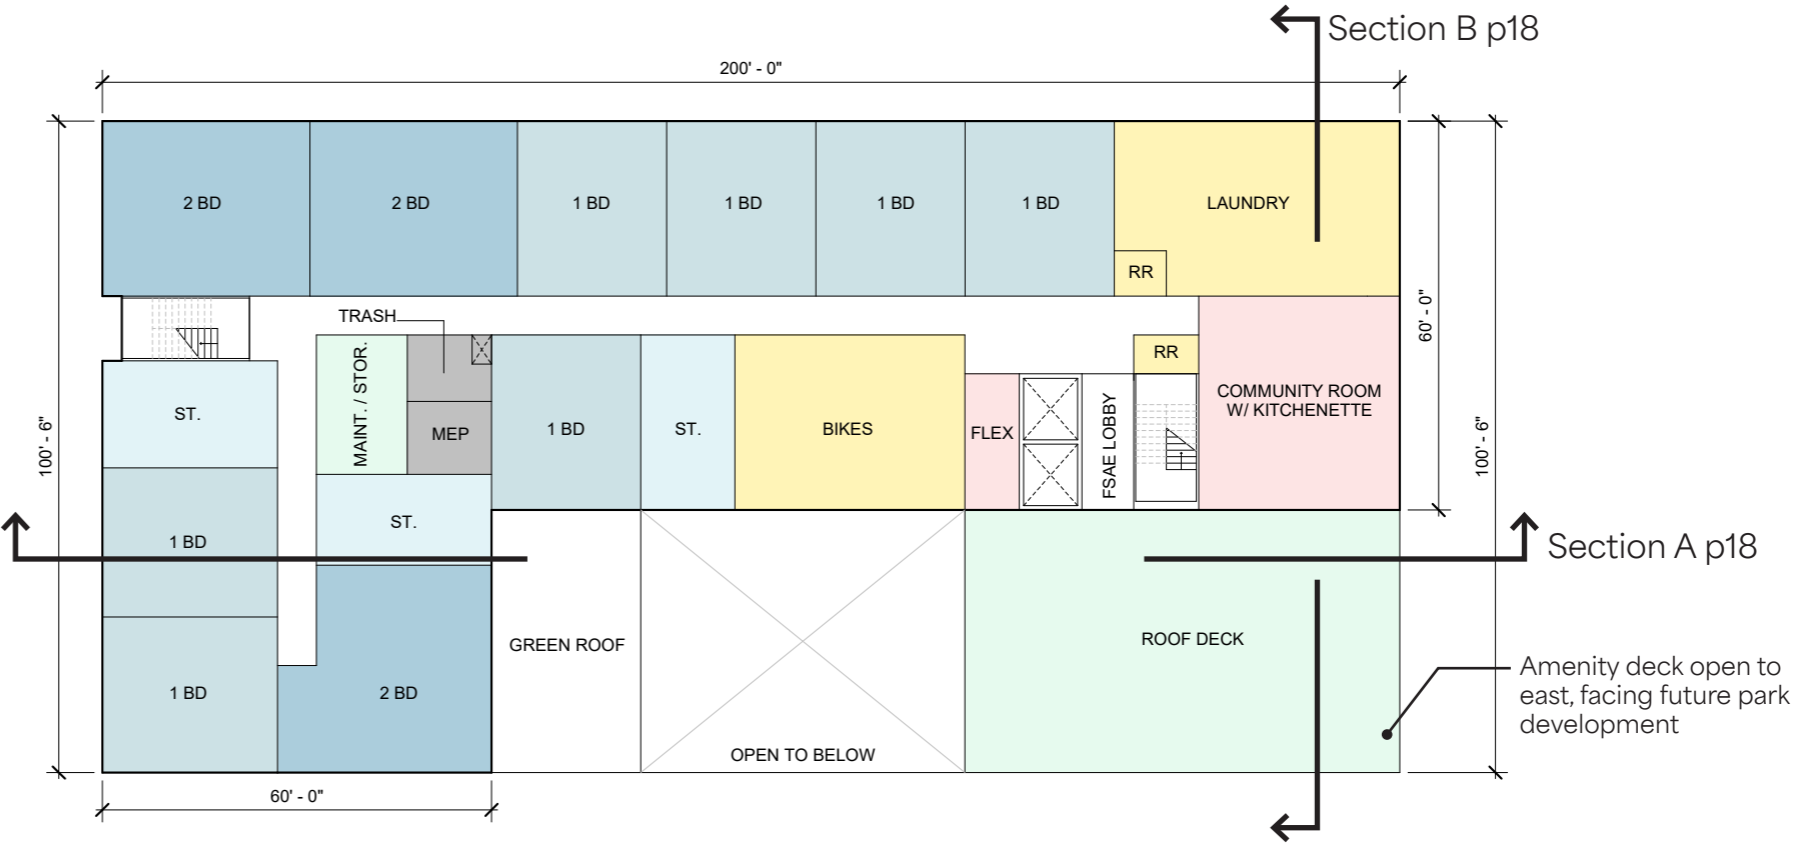 Section B p18
200' - 0"
2 BD
2 BD
1 BD
1 BD
1 BD
1 BD
LAUNDRY
RR
TRASH
60' - 0"
100' - 6"
100' - 6"
ST.
MAINT. / STOR.
MEP
1 BD
ST.
BIKES
FLEX
FSAE LOBBY
RR
COMMUNITY ROOM
W/ KITCHENETTE
1 BD
ST.
Section A p18
GREEN ROOF
ROOF DECK
1 BD
2 BD
OPEN TO BELOW
Amenity deck open to
east, facing future park
development
60' - 0"